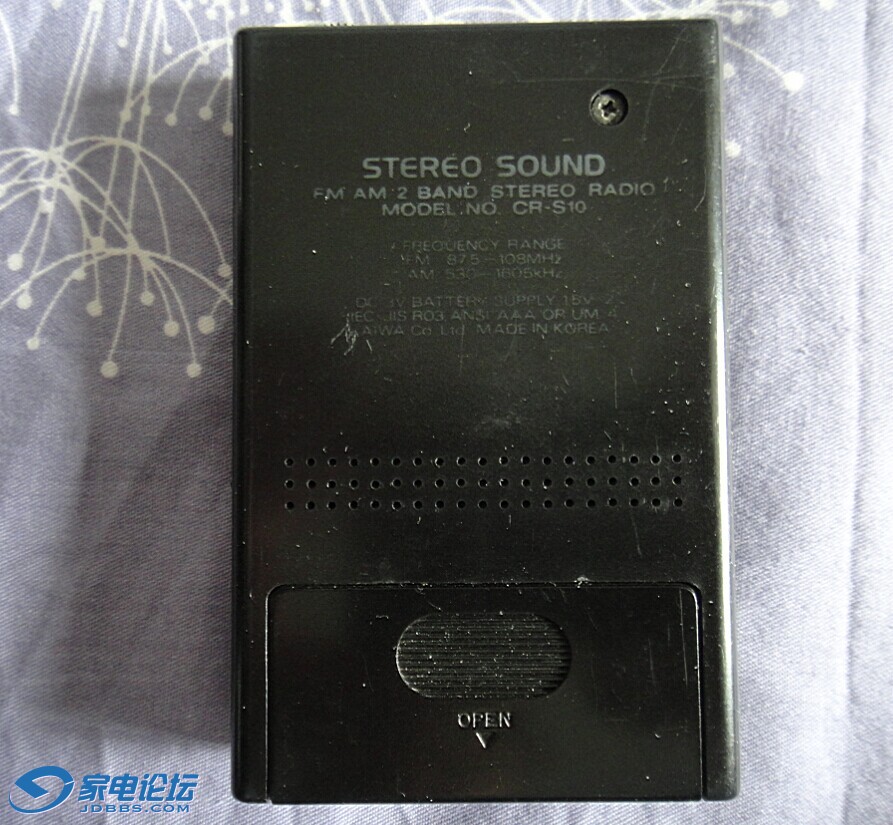 STEREO SOUND
FM AM 2 BAND STEREO RADIO
MODEL NO. CR-S10
FREQUENCY RANGE
FM 87.5-108MHz
AM 530-1605kHz
DC 3V BATTERY SUPPLY 1.5V
IEC JIS R03 ANSI AAA OR UM 4
AIWA Co. Ltd. MADE IN KOREA
OPEN
家电论坛
JDBBS.COM